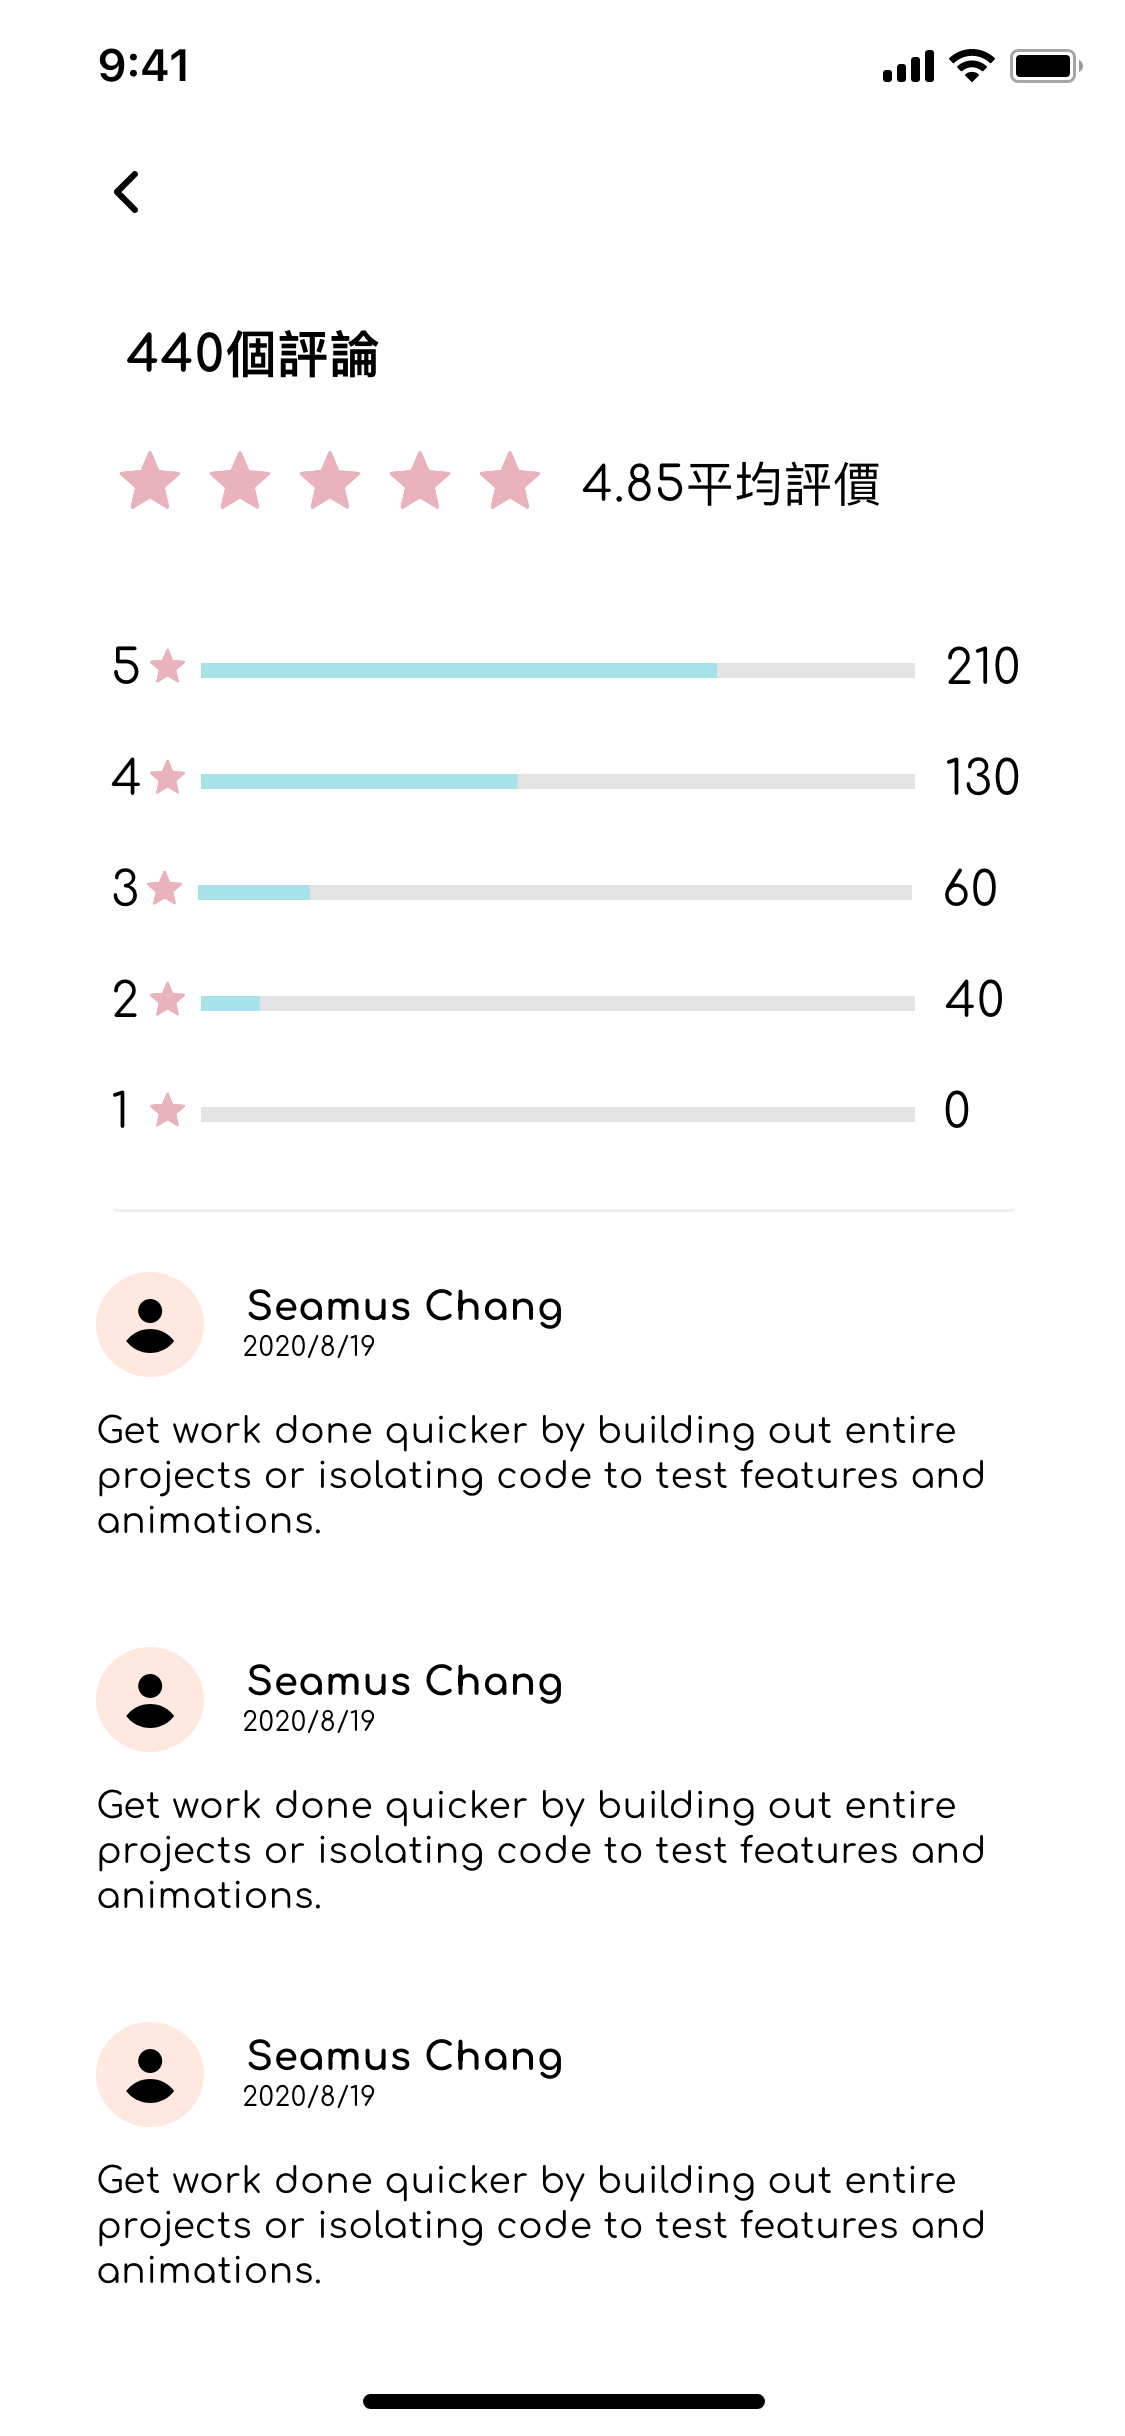 9:41
440個評論
4.85平均評價
5 210
4 130
3 60
2 40
1 0
Seamus Chang
2020/8/19
Get work done quicker by building out entire
projects or isolating code to test features and
animations.
Seamus Chang
2020/8/19
Get work done quicker by building out entire
projects or isolating code to test features and
animations.
Seamus Chang
2020/8/19
Get work done quicker by building out entire
projects or isolating code to test features and
animations.